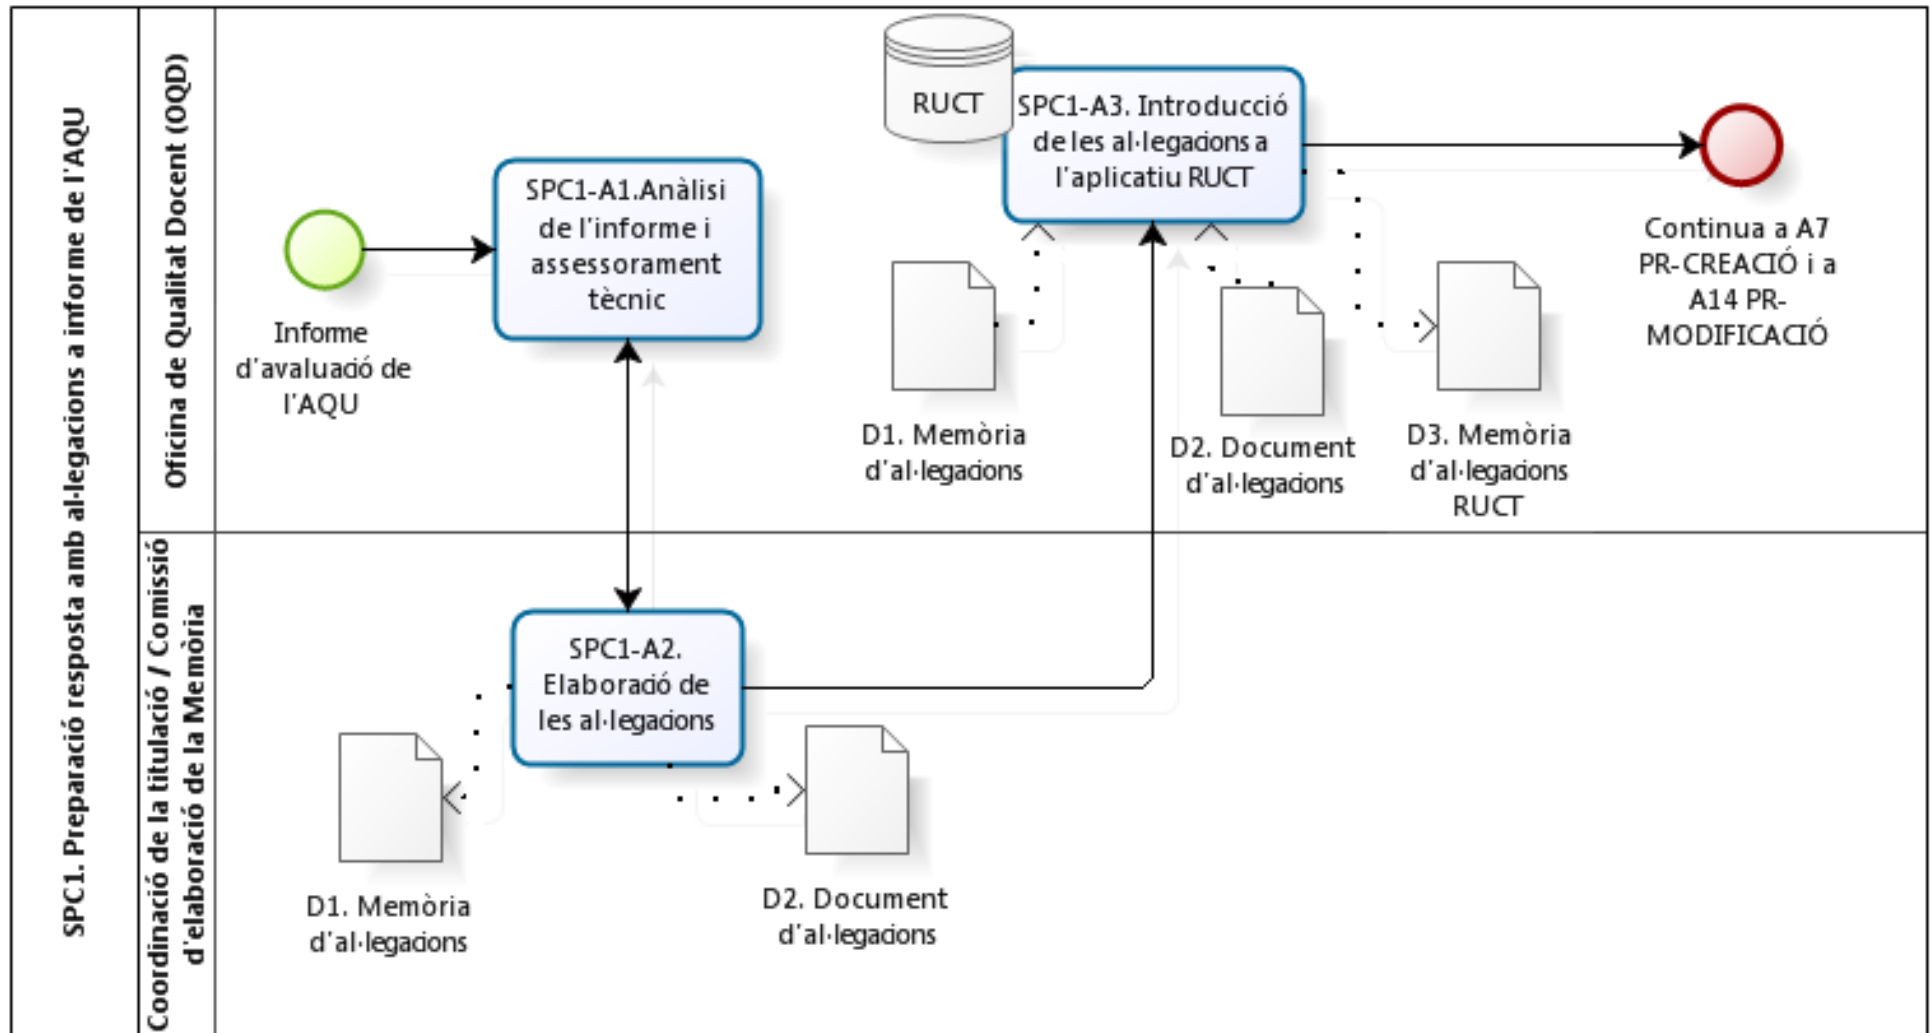 SPC1. Preparació resposta amb al·legacions a informe de l'AQU
Oficina de Qualitat Docent (OQD)
Informe
d'avaluació de
l'AQU
SPC1-A1.Anàlisi
de l'informe i
assessorament
tècnic
RUCT
SPC1-A3. Introducció
de les al·legacions a
l'aplicatiu RUCT
Continua a A7
PR-CREACIÓ i a
A14 PR-
MODIFICACIÓ
D1. Memòria
d'al·legacions
D2. Document
d'al·legacions
D3. Memòria
d'al·legacions
RUCT
Coordinació de la titulació / Comissió
d'elaboració de la Memòria
SPC1-A2.
Elaboració de
les al·legacions
D1. Memòria
d'al·legacions
D2. Document
d'al·legacions